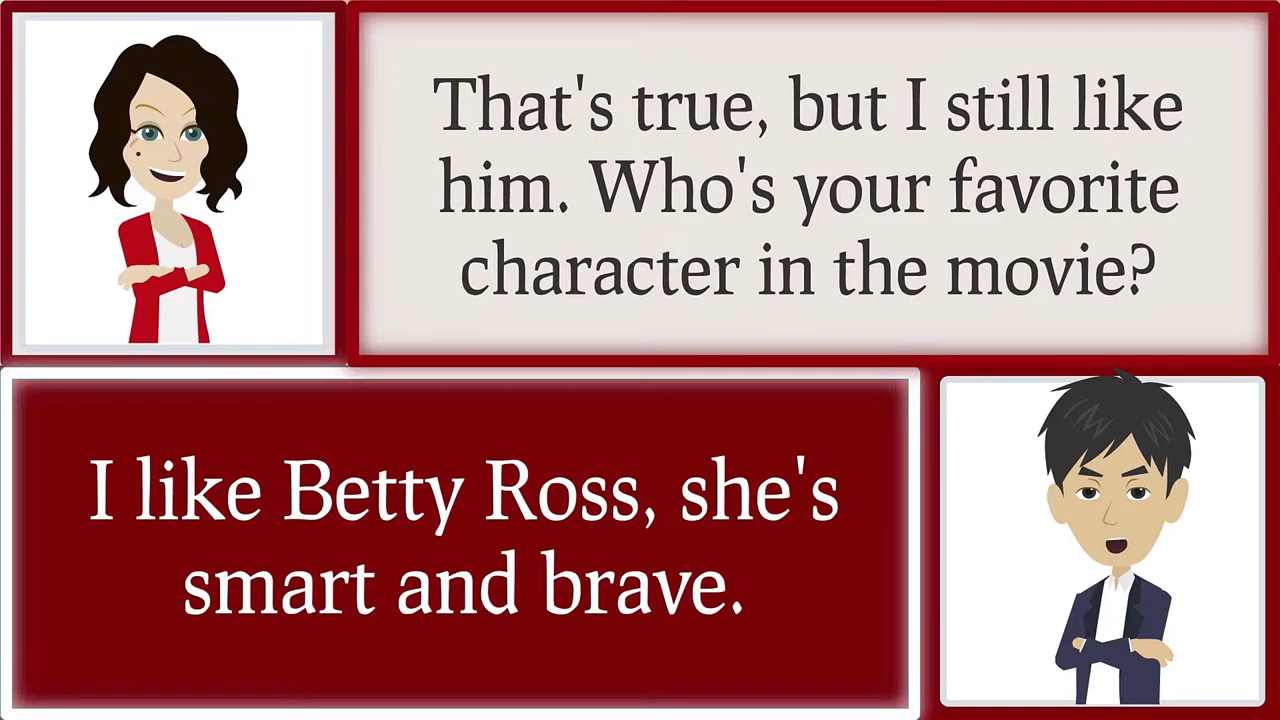 That's true, but I still like
him. Who's your favorite
character in the movie?
I like Betty Ross, she's
smart and brave.